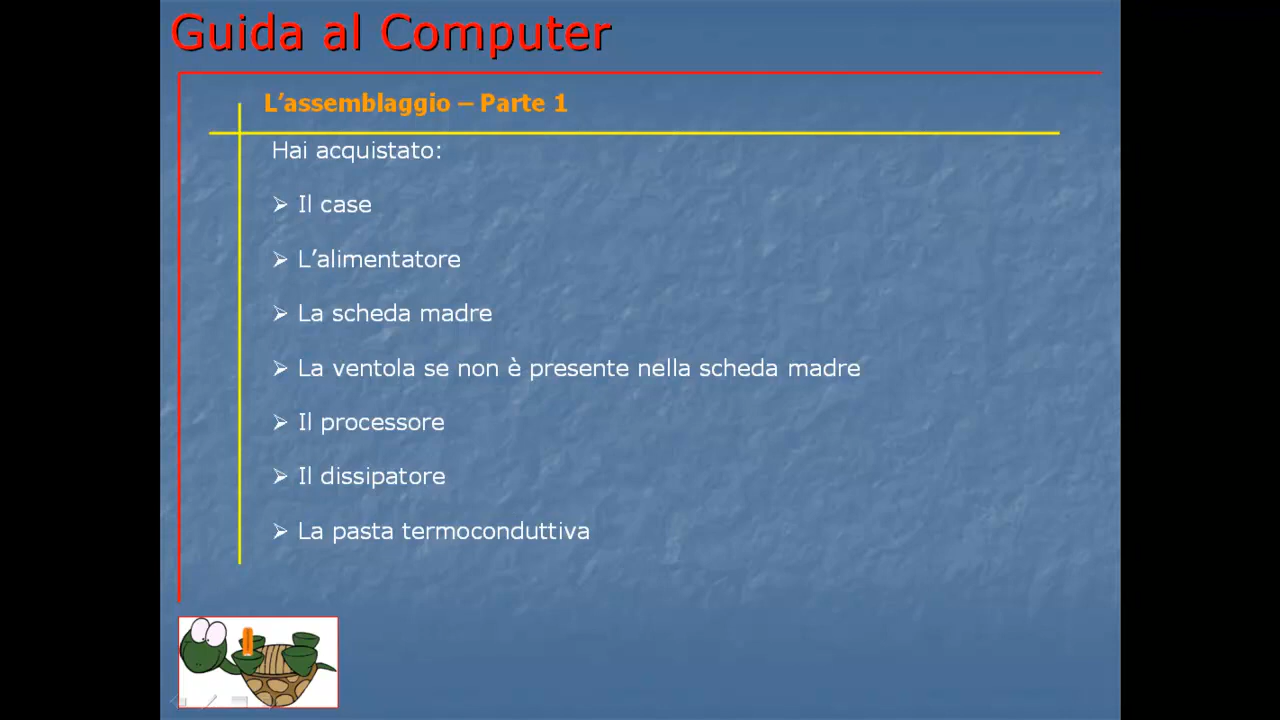 Guida al Computer
L’assemblaggio – Parte 1
Hai acquistato:
Il case
L’alimentatore
La scheda madre
La ventola se non è presente nella scheda madre
Il processore
Il dissipatore
La pasta termoconduttiva